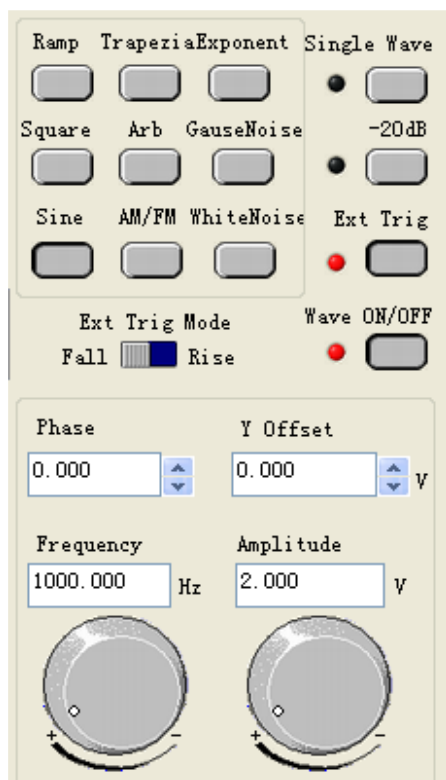 Ramp TrapeziaExponent Single Wave
Square Arb GauseNoise -20dB
Sine AM/FM WhiteNoise Ext Trig
Ext Trig Mode Wave ON/OFF
Fall Rise
Phase Y Offset
0.000 0.000 V
Frequency Amplitude
1000.000 Hz 2.000 V
+ - + -